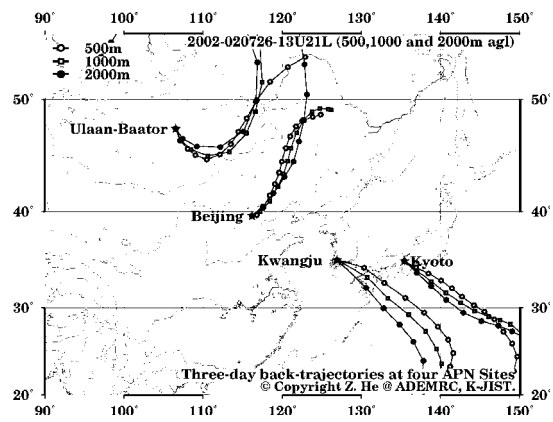 90° 100° 110° 120° 130° 140° 150°
2002-020726-13U21L (500,1000 and 2000m agl)
500m
1000m
2000m
50° 50°
Ulaan-Baator
40° 40°
Beijing
Kwangju
Kyoto
30° 30°
Three-day back-trajectories at four APN Sites
© Copyright Z. He @ ADEMRC, K-JIST.
20° 20°
90° 100° 110° 120° 130° 140° 150°